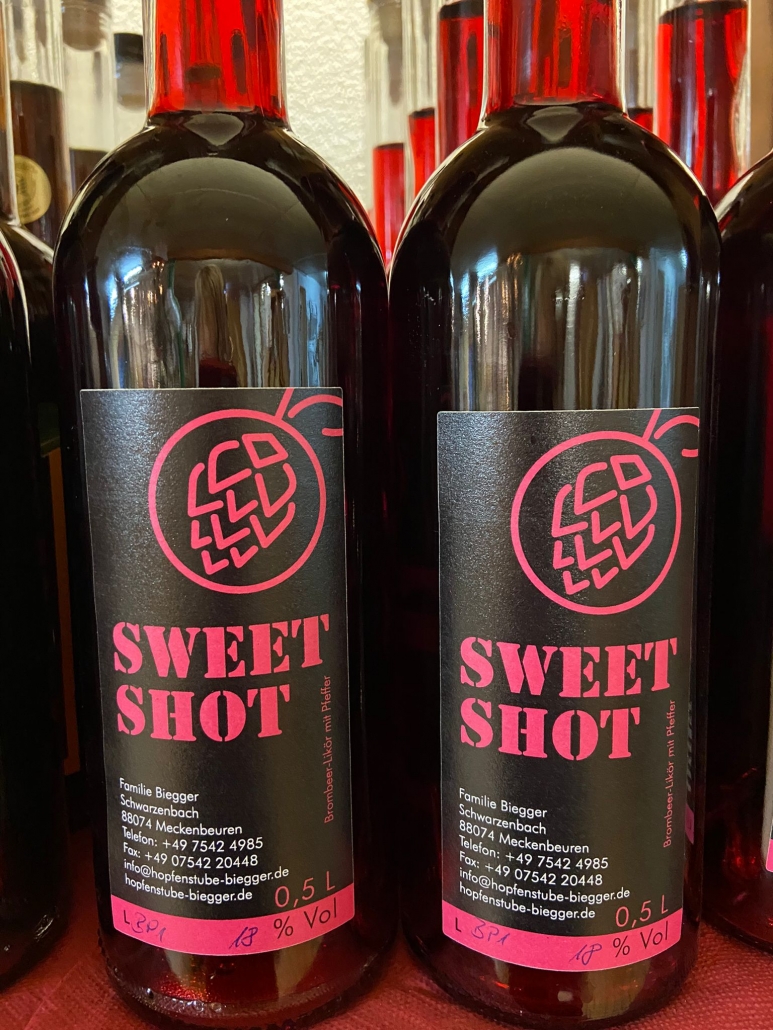 SWEET
SHOT
Brombeer-Likör mit Pfeffer
Familie Biegger
Schwarzenbach
88074 Meckenbeuren
Telefon: +49 7542 4985
Fax: +49 07542 20448
info@hopfenstube-biegger.de
hopfenstube-biegger.de
0,5 L
L BP1 18 % Vol
SWEET
SHOT
Brombeer-Likör mit Pfeffer
Familie Biegger
Schwarzenbach
88074 Meckenbeuren
Telefon: +49 7542 4985
Fax: +49 07542 20448
info@hopfenstube-biegger.de
hopfenstube-biegger.de
0,5 L
L BP1 18 % Vol